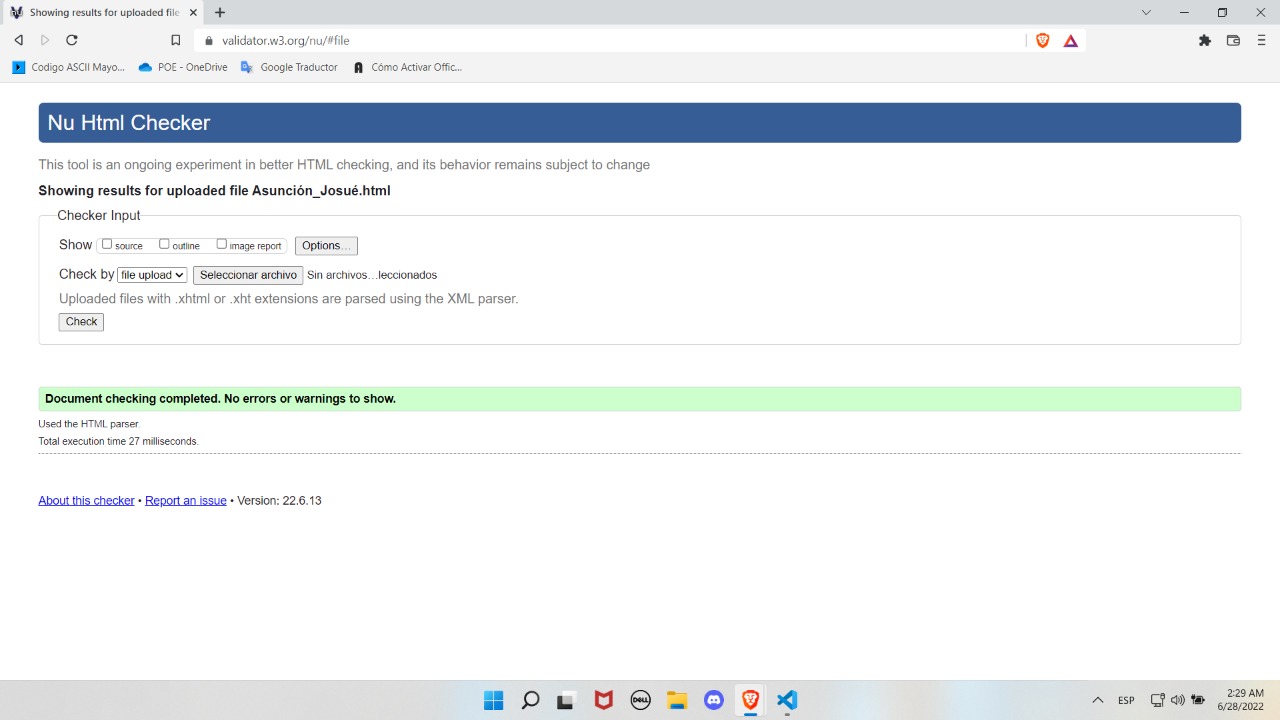 Showing results for uploaded file
validator.w3.org/nu/#file
Codigo ASCII Mayo... POE - OneDrive Google Traductor Cómo Activar Offic...
Nu Html Checker
This tool is an ongoing experiment in better HTML checking, and its behavior remains subject to change
Showing results for uploaded file Asunción_Josué.html
Checker Input
Show source outline image report Options...
Check by file upload Seleccionar archivo Sin archivos...leccionados
Uploaded files with .xhtml or .xht extensions are parsed using the XML parser.
Check
Document checking completed. No errors or warnings to show.
Used the HTML parser.
Total execution time 27 milliseconds.
About this checker • Report an issue • Version: 22.6.13
DELL
ESP
2:29 AM
6/28/2022